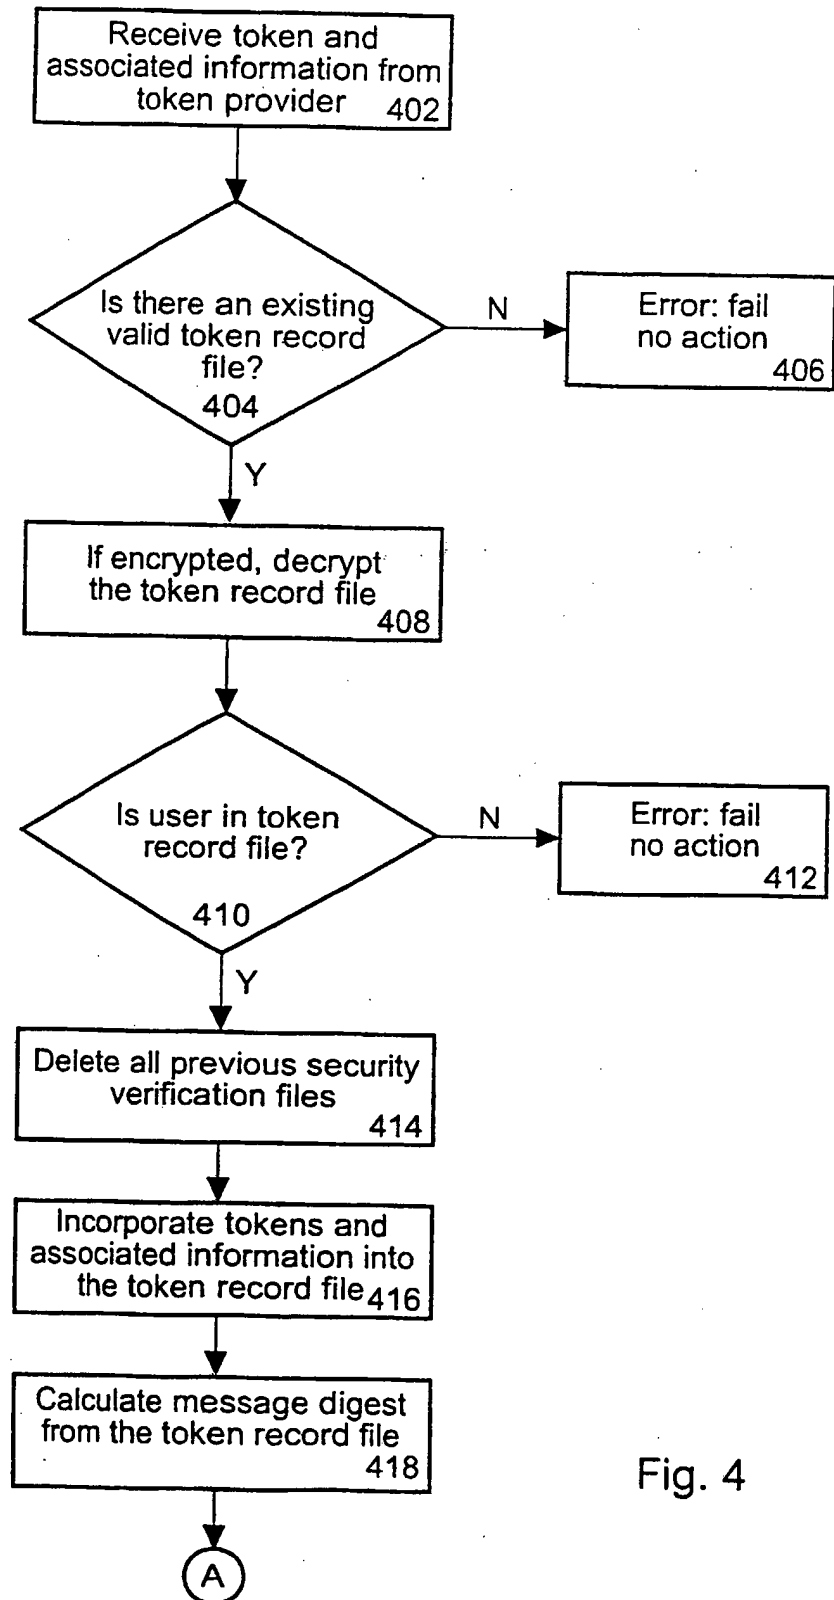 Receive token and
associated information from
token provider 402
Is there an existing
valid token record
file?
404
N
Error: fail
no action
406
Y
If encrypted, decrypt
the token record file
408
Is user in token
record file?
410
N
Error: fail
no action
412
Y
Delete all previous security
verification files
414
Incorporate tokens and
associated information into
the token record file 416
Calculate message digest
from the token record file
418
Fig. 4
A